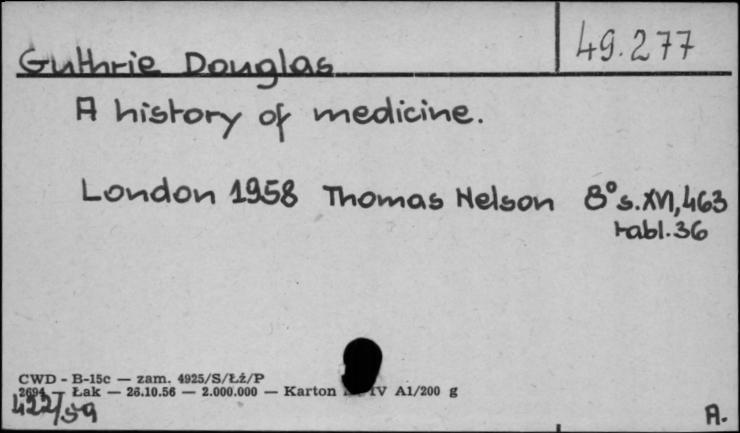 49.277
Guthrie Douglas
A history of medicine.
London 1958 Thomas Nelson 8° s. XVI, 463
tabl. 36
CWD - B-15c — zam. 4925/S/Łż/P
2694 — Łak — 26.10.56 — 2.000.000 — Karton IV A1/200 g
422/59
A.